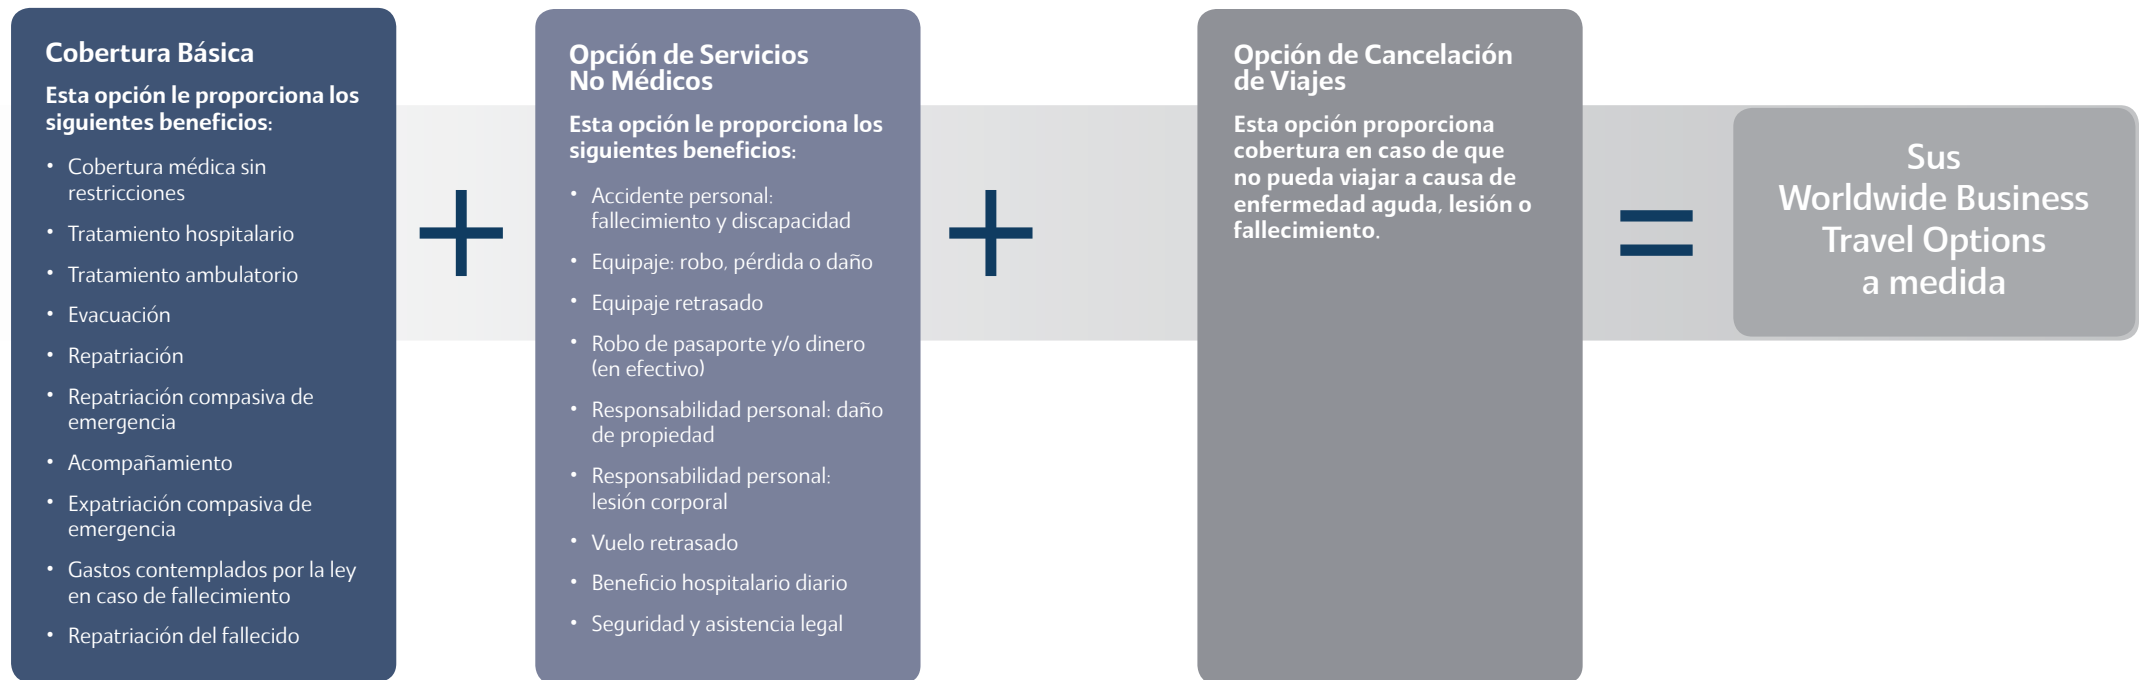 Cobertura Básica
Esta opción le proporciona los
siguientes beneficios:
• Cobertura médica sin
restricciones
• Tratamiento hospitalario
• Tratamiento ambulatorio
• Evacuación
• Repatriación
• Repatriación compasiva de
emergencia
• Acompañamiento
• Expatriación compasiva de
emergencia
• Gastos contemplados por la ley
en caso de fallecimiento
• Repatriación del fallecido
+
Opción de Servicios
No Médicos
Esta opción le proporciona los
siguientes beneficios:
• Accidente personal:
fallecimiento y discapacidad
• Equipaje: robo, pérdida o daño
• Equipaje retrasado
• Robo de pasaporte y/o dinero
(en efectivo)
• Responsabilidad personal: daño
de propiedad
• Responsabilidad personal:
lesión corporal
• Vuelo retrasado
• Beneficio hospitalario diario
• Seguridad y asistencia legal
+
Opción de Cancelación
de Viajes
Esta opción proporciona
cobertura en caso de que
no pueda viajar a causa de
enfermedad aguda, lesión o
fallecimiento.
=
Sus
Worldwide Business
Travel Options
a medida